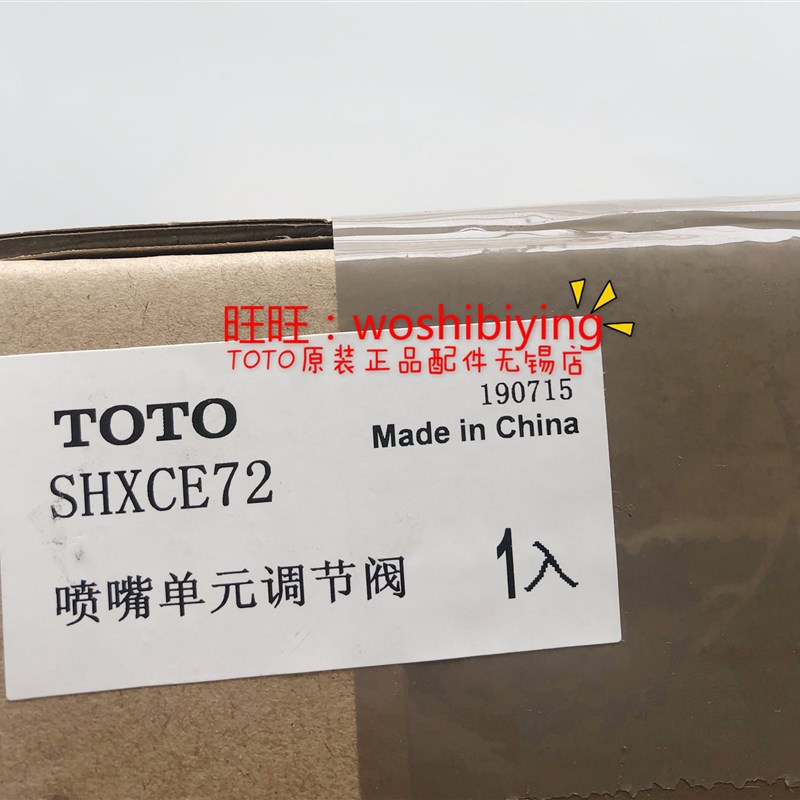 旺旺：woshibiying
TOTO原装正品配件无锡店
190715
TOTO
Made in China
SHXCE72
喷嘴单元调节阀
1入